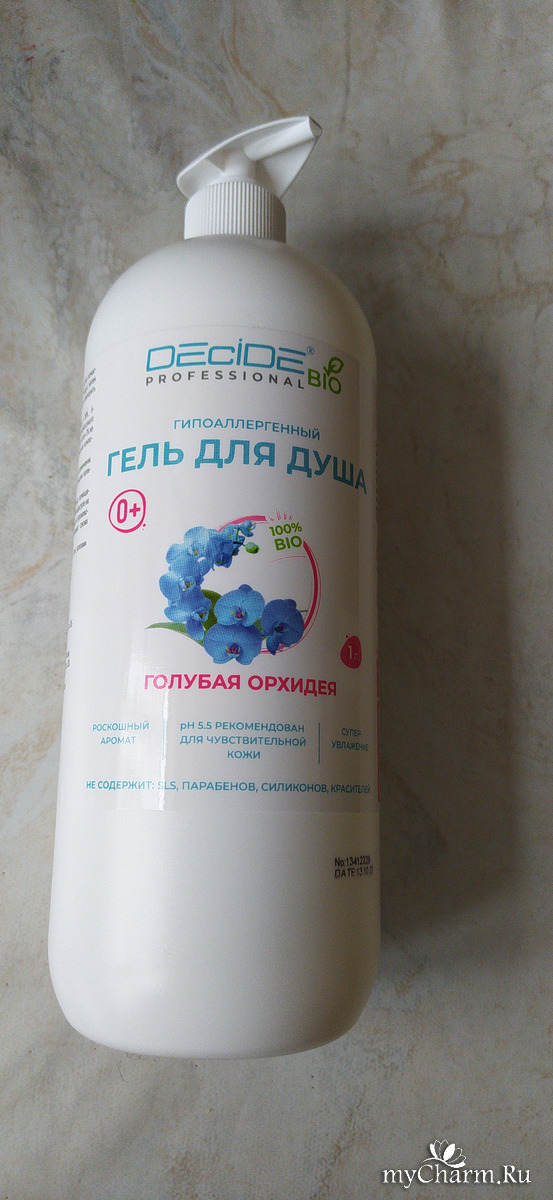 DECIDE®
PROFESSIONAL BIO
ГИПОАЛЛЕРГЕННЫЙ
ГЕЛЬ ДЛЯ ДУША
0+
100%
BIO
1
ГОЛУБАЯ ОРХИДЕЯ
РОСКОШНЫЙ
АРОМАТ
pH 5.5 РЕКОМЕНДОВАН
ДЛЯ ЧУВСТВИТЕЛЬНОЙ
КОЖИ
СУПЕР
УВЛАЖНЕНИЕ
НЕ СОДЕРЖИТ: SLS, ПАРАБЕНОВ, СИЛИКОНОВ, КРАСИТЕЛЕЙ
myCharm.Ru